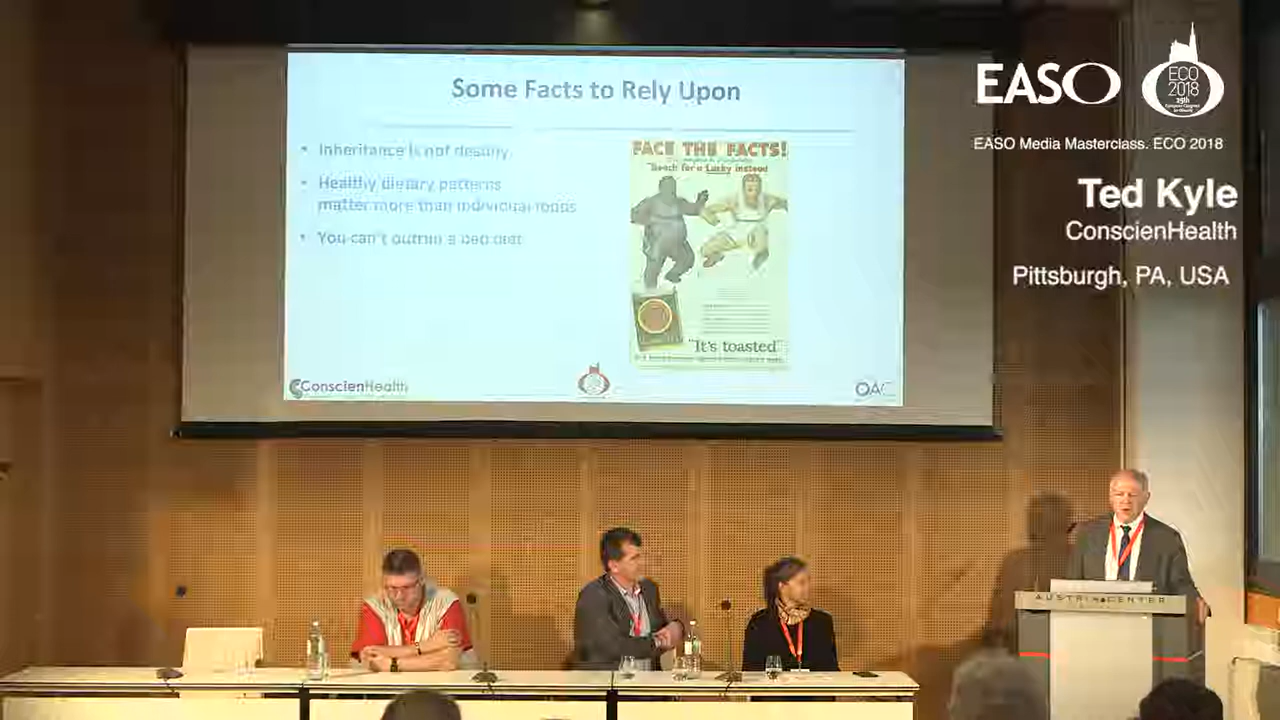 Some Facts to Rely Upon
• Inheritance is not destiny
• Healthy dietary patterns
matter more than individual foods
• You can't outrun a bad diet
FACE THE FACTS!
"Reach for a Lucky instead
"It's toasted"
ConscienHealth
OAC
EASO
ECO
2018
25th
EASO Media Masterclass. ECO 2018
Ted Kyle
ConscienHealth
Pittsburgh, PA, USA
AUSTRIA CENTER